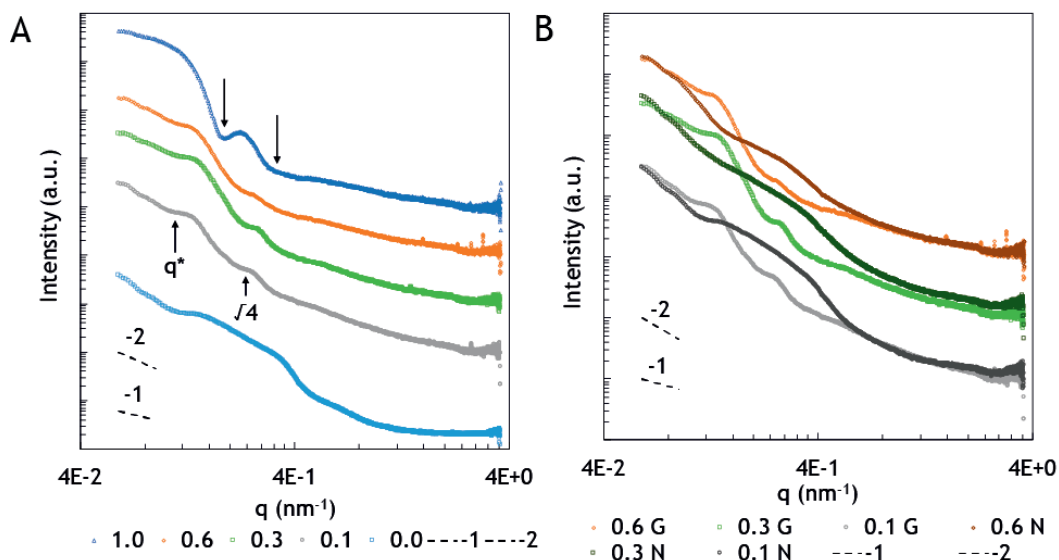 A
Intensity (a.u.)
q*
√4
-2
-1
4E-2
4E-1
4E+0
q (nm⁻¹)
1.0
0.6
0.3
0.1
0.0
-1
-2
B
Intensity (a.u.)
-2
-1
4E-2
4E-1
4E+0
q (nm⁻¹)
0.6 G
0.3 G
0.1 G
0.6 N
0.3 N
0.1 N
-1
-2